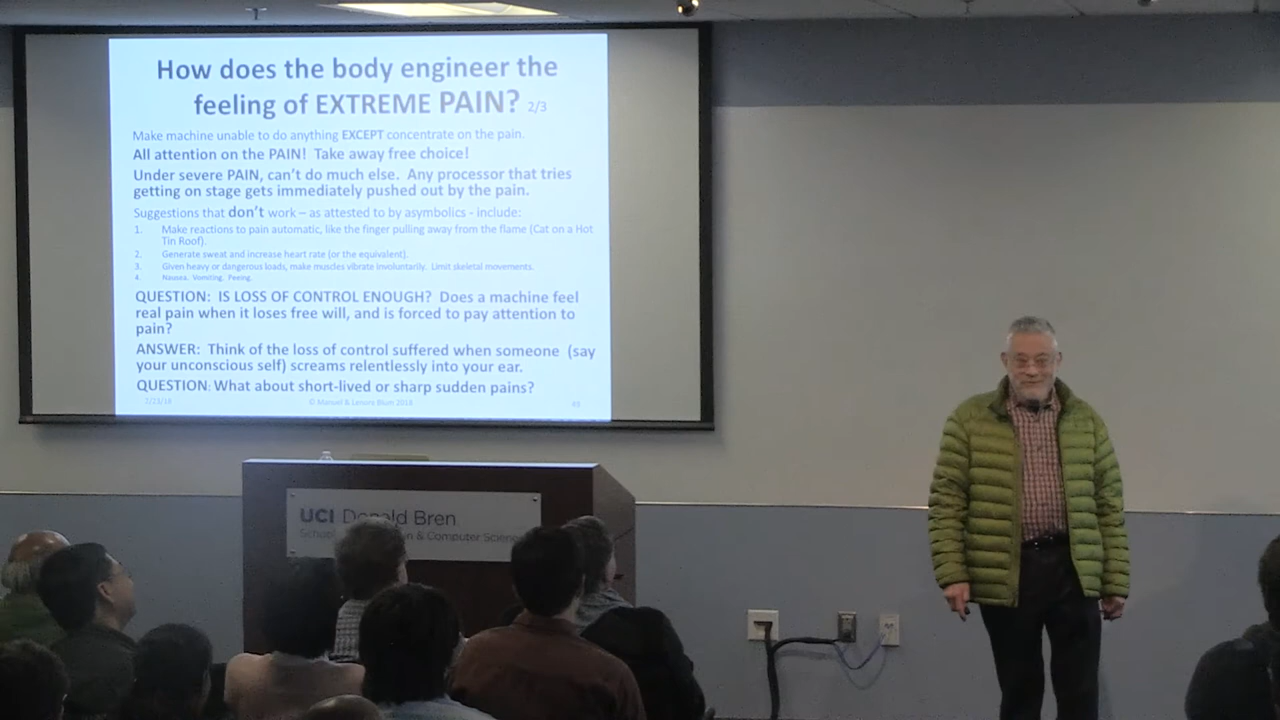 How does the body engineer the
feeling of EXTREME PAIN? 2/3
Make machine unable to do anything EXCEPT concentrate on the pain.
All attention on the PAIN! Take away free choice!
Under severe PAIN, can't do much else. Any processor that tries
getting on stage gets immediately pushed out by the pain.
Suggestions that don't work – as attested to by asymbolics - include:
1. Make reactions to pain automatic, like the finger pulling away from the flame (Cat on a Hot
Tin Roof).
2. Generate sweat and increase heart rate (or the equivalent).
3. Given heavy or dangerous loads, make muscles vibrate involuntarily. Limit skeletal movements.
4. Nausea. Vomiting. Peeing.
QUESTION: IS LOSS OF CONTROL ENOUGH? Does a machine feel
real pain when it loses free will, and is forced to pay attention to
pain?
ANSWER: Think of the loss of control suffered when someone (say
your unconscious self) screams relentlessly into your ear.
QUESTION: What about short-lived or sharp sudden pains?
2/23/18 © Manuel & Lenore Blum 2018
UCI Donald Bren
School & Computer Science